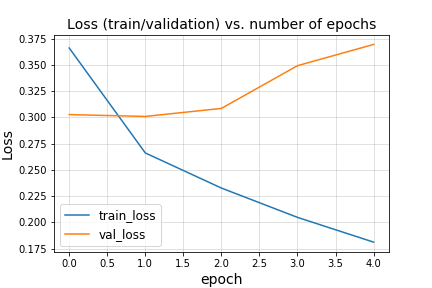 Loss (train/validation) vs. number of epochs
0.375
0.350
0.325
0.300
0.275
0.250
0.225
0.200
0.175
Loss
train_loss
val_loss
0.0 0.5 1.0 1.5 2.0 2.5 3.0 3.5 4.0
epoch